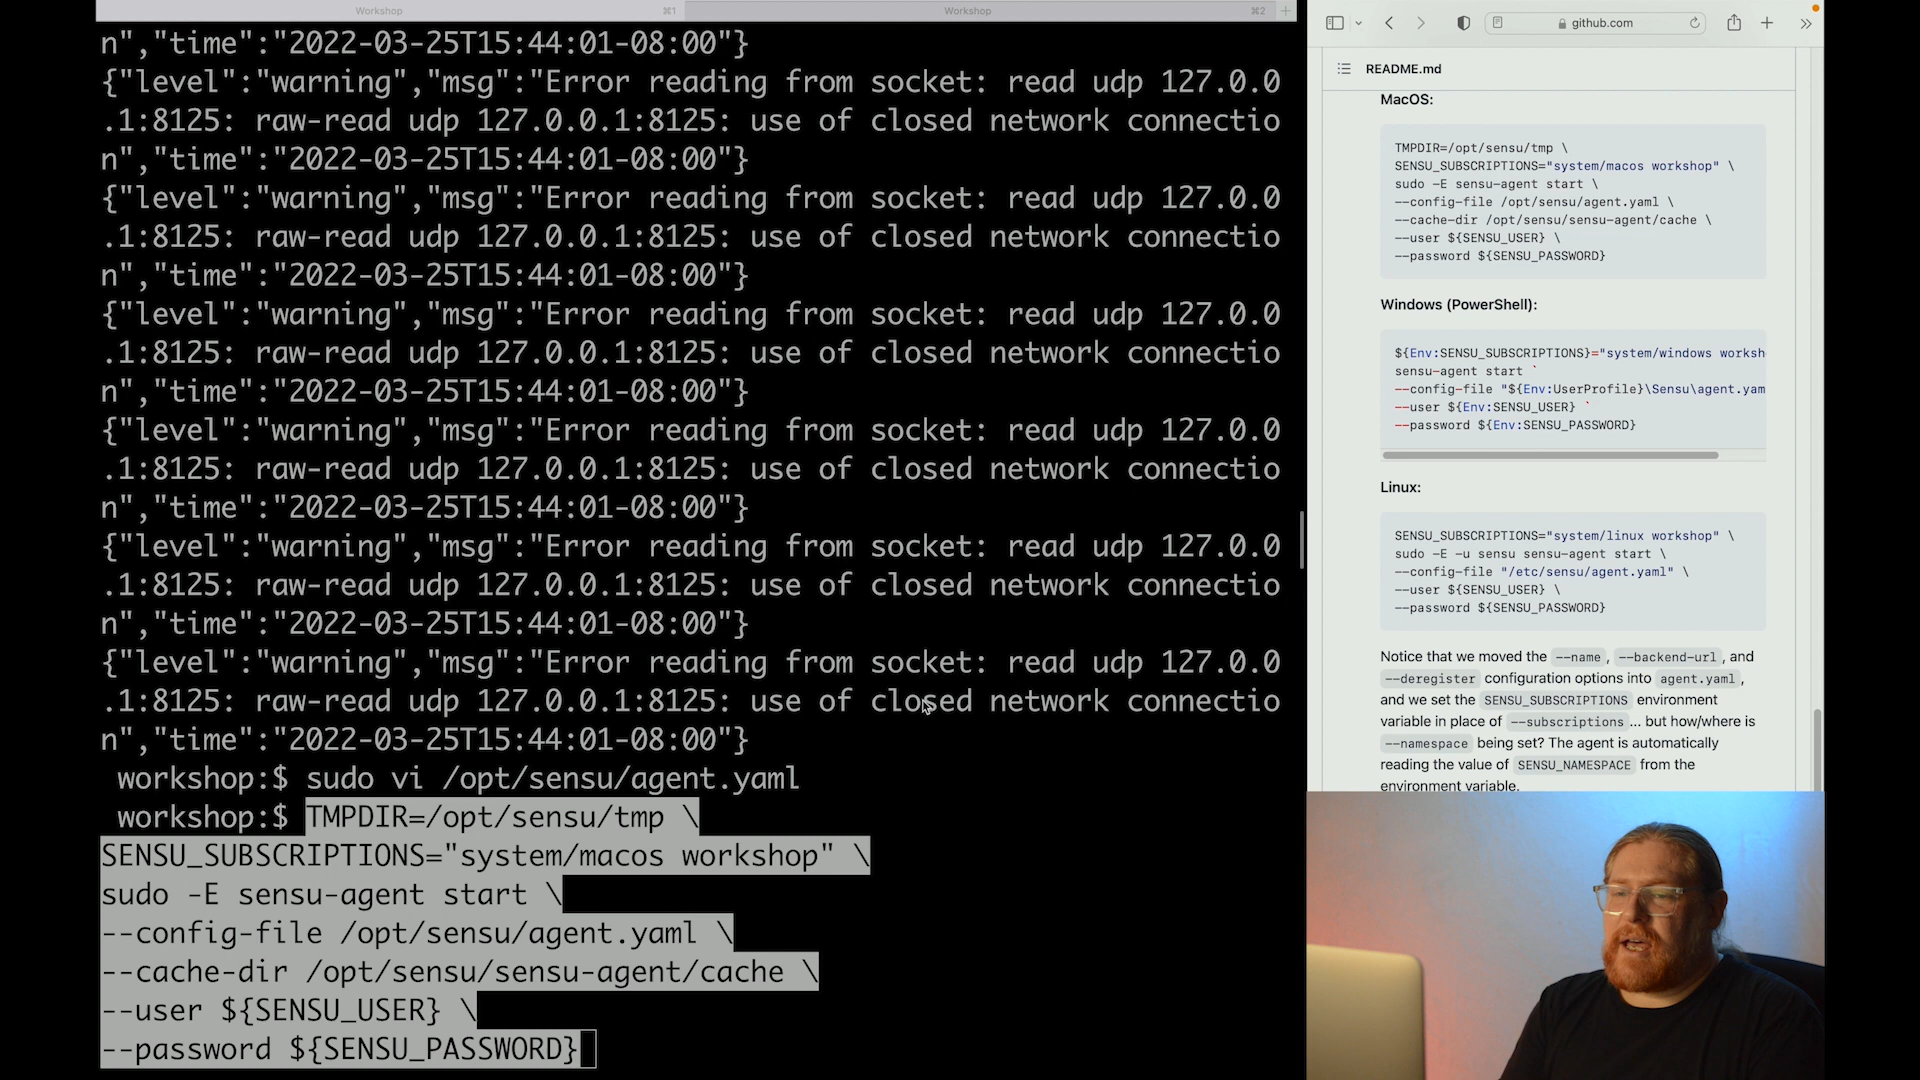 Workshop ⌘1 Workshop ⌘2 +
n","time":"2022-03-25T15:44:01-08:00"}
{"level":"warning","msg":"Error reading from socket: read udp 127.0.0
.1:8125: raw-read udp 127.0.0.1:8125: use of closed network connectio
n","time":"2022-03-25T15:44:01-08:00"}
{"level":"warning","msg":"Error reading from socket: read udp 127.0.0
.1:8125: raw-read udp 127.0.0.1:8125: use of closed network connectio
n","time":"2022-03-25T15:44:01-08:00"}
{"level":"warning","msg":"Error reading from socket: read udp 127.0.0
.1:8125: raw-read udp 127.0.0.1:8125: use of closed network connectio
n","time":"2022-03-25T15:44:01-08:00"}
{"level":"warning","msg":"Error reading from socket: read udp 127.0.0
.1:8125: raw-read udp 127.0.0.1:8125: use of closed network connectio
n","time":"2022-03-25T15:44:01-08:00"}
{"level":"warning","msg":"Error reading from socket: read udp 127.0.0
.1:8125: raw-read udp 127.0.0.1:8125: use of closed network connectio
n","time":"2022-03-25T15:44:01-08:00"}
{"level":"warning","msg":"Error reading from socket: read udp 127.0.0
.1:8125: raw-read udp 127.0.0.1:8125: use of closed network connectio
n","time":"2022-03-25T15:44:01-08:00"}
workshop:$ sudo vi /opt/sensu/agent.yaml
workshop:$ TMPDIR=/opt/sensu/tmp \
SENSU_SUBSCRIPTIONS="system/macos workshop" \
sudo -E sensu-agent start \
--config-file /opt/sensu/agent.yaml \
--cache-dir /opt/sensu/sensu-agent/cache \
--user ${SENSU_USER} \
--password ${SENSU_PASSWORD}
github.com
README.md
MacOS:
TMPDIR=/opt/sensu/tmp \
SENSU_SUBSCRIPTIONS="system/macos workshop" \
sudo -E sensu-agent start \
--config-file /opt/sensu/agent.yaml \
--cache-dir /opt/sensu/sensu-agent/cache \
--user ${SENSU_USER} \
--password ${SENSU_PASSWORD}
Windows (PowerShell):
${Env:SENSU_SUBSCRIPTIONS}="system/windows worksh
sensu-agent start `
--config-file "${Env:UserProfile}\Sensu\agent.yam
--user ${Env:SENSU_USER} `
--password ${Env:SENSU_PASSWORD}
Linux:
SENSU_SUBSCRIPTIONS="system/linux workshop" \
sudo -E -u sensu sensu-agent start \
--config-file "/etc/sensu/agent.yaml" \
--user ${SENSU_USER} \
--password ${SENSU_PASSWORD}
Notice that we moved the --name, --backend-url, and
--deregister configuration options into agent.yaml,
and we set the SENSU_SUBSCRIPTIONS environment
variable in place of --subscriptions... but how/where is
--namespace being set? The agent is automatically
reading the value of SENSU_NAMESPACE from the
environment variable.